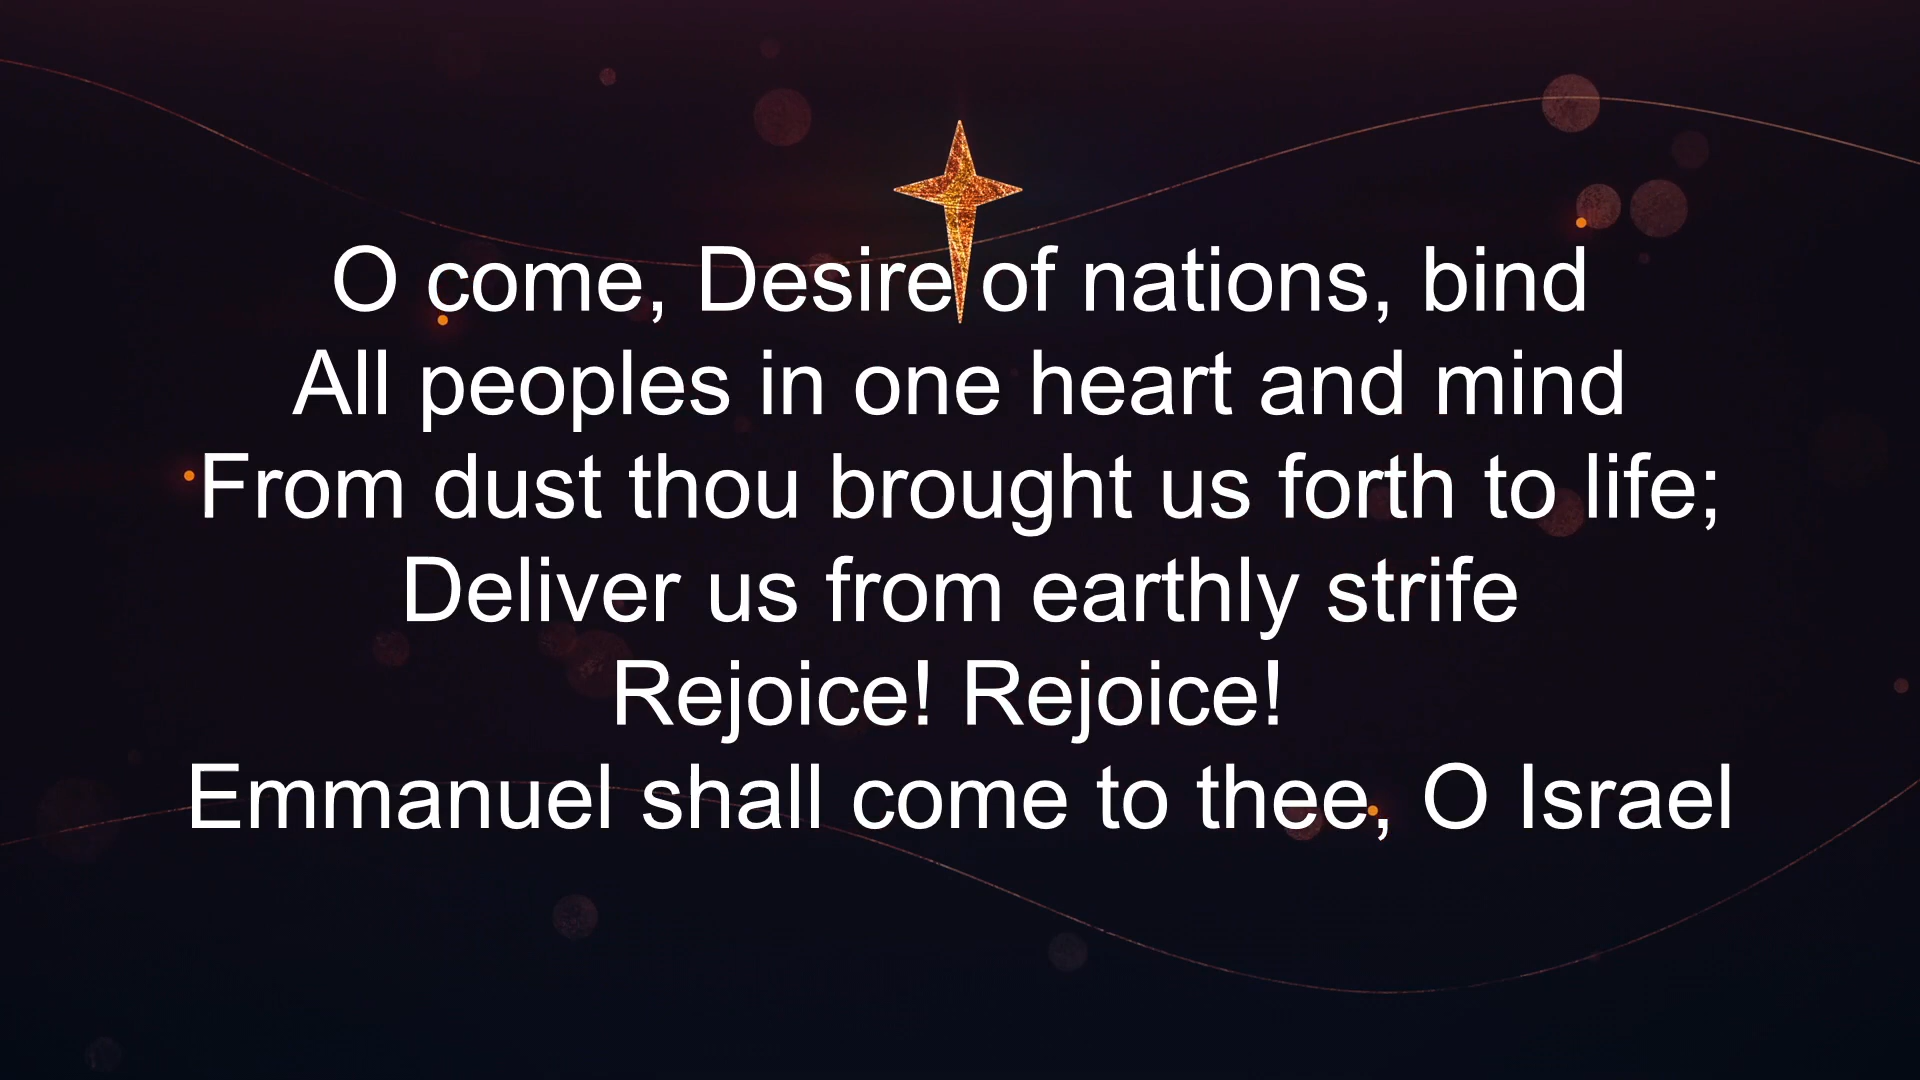 O come, Desire of nations, bind
All peoples in one heart and mind
From dust thou brought us forth to life;
Deliver us from earthly strife
Rejoice! Rejoice!
Emmanuel shall come to thee, O Israel